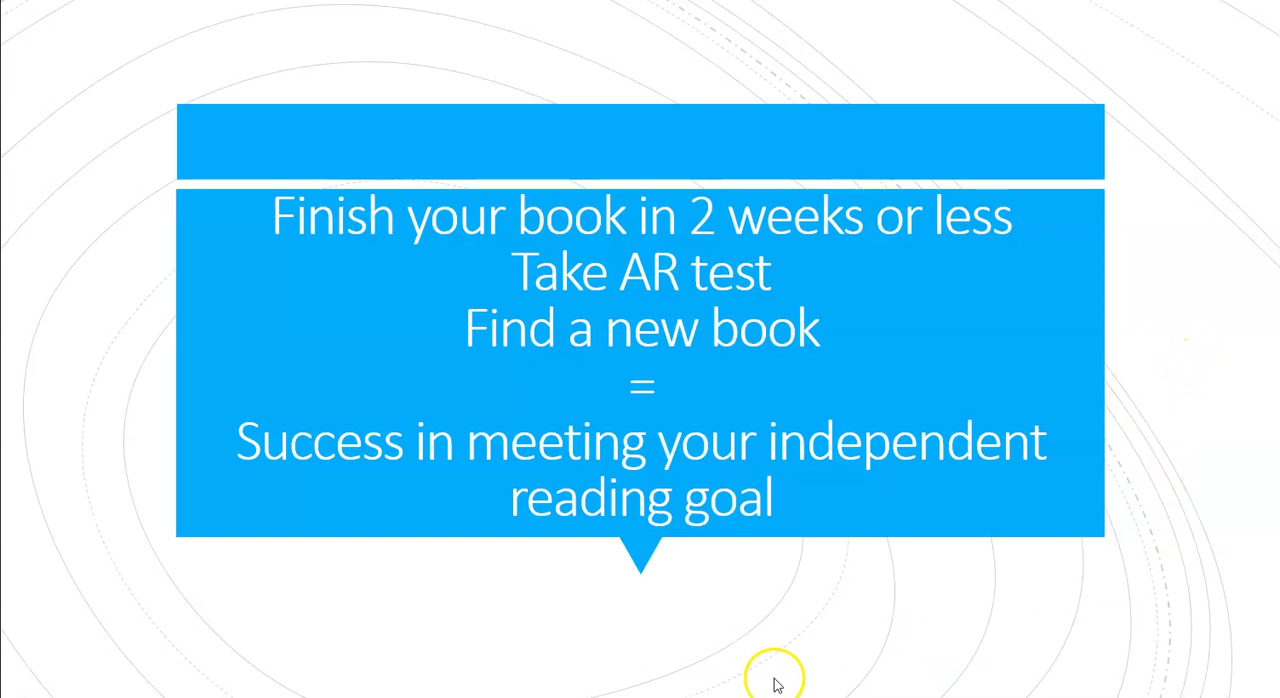 Finish your book in 2 weeks or less
Take AR test
Find a new book
=
Success in meeting your independent
reading goal